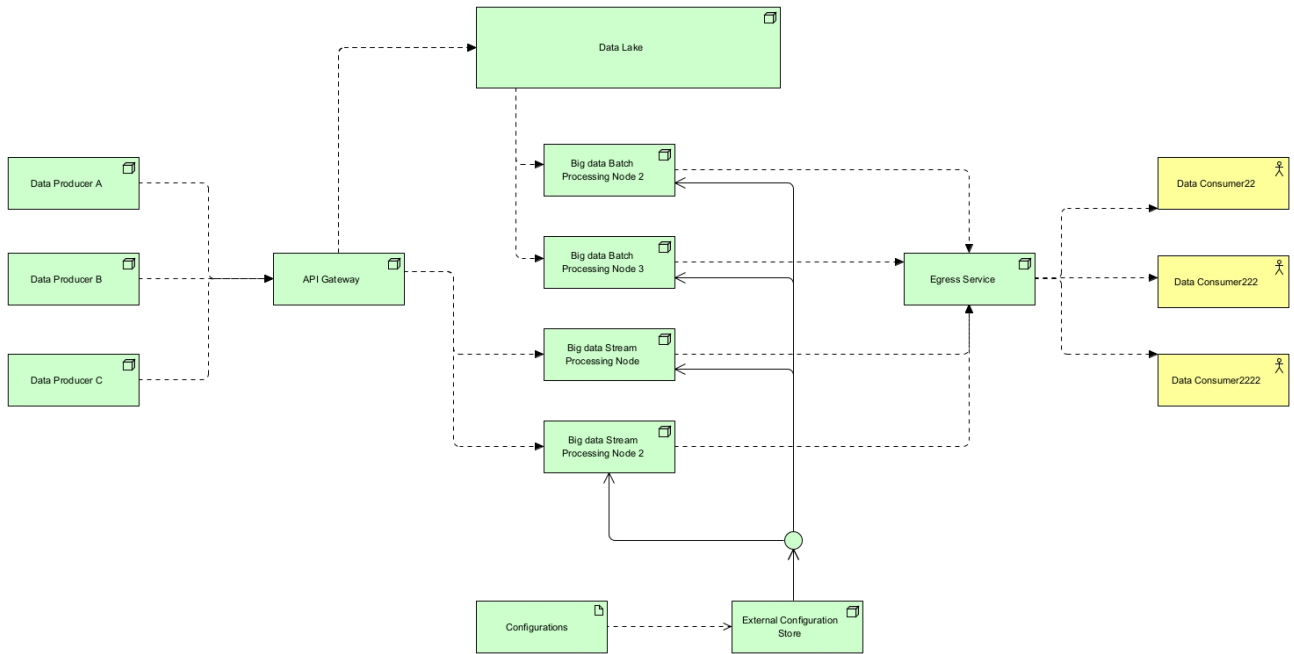 Data Lake
Big data Batch
Processing Node 2
Data Producer A
Data Consumer22
Big data Batch
Processing Node 3
Data Producer B
API Gateway
Egress Service
Data Consumer222
Big data Stream
Processing Node
Data Producer C
Data Consumer2222
Big data Stream
Processing Node 2
Configurations
External Configuration
Store